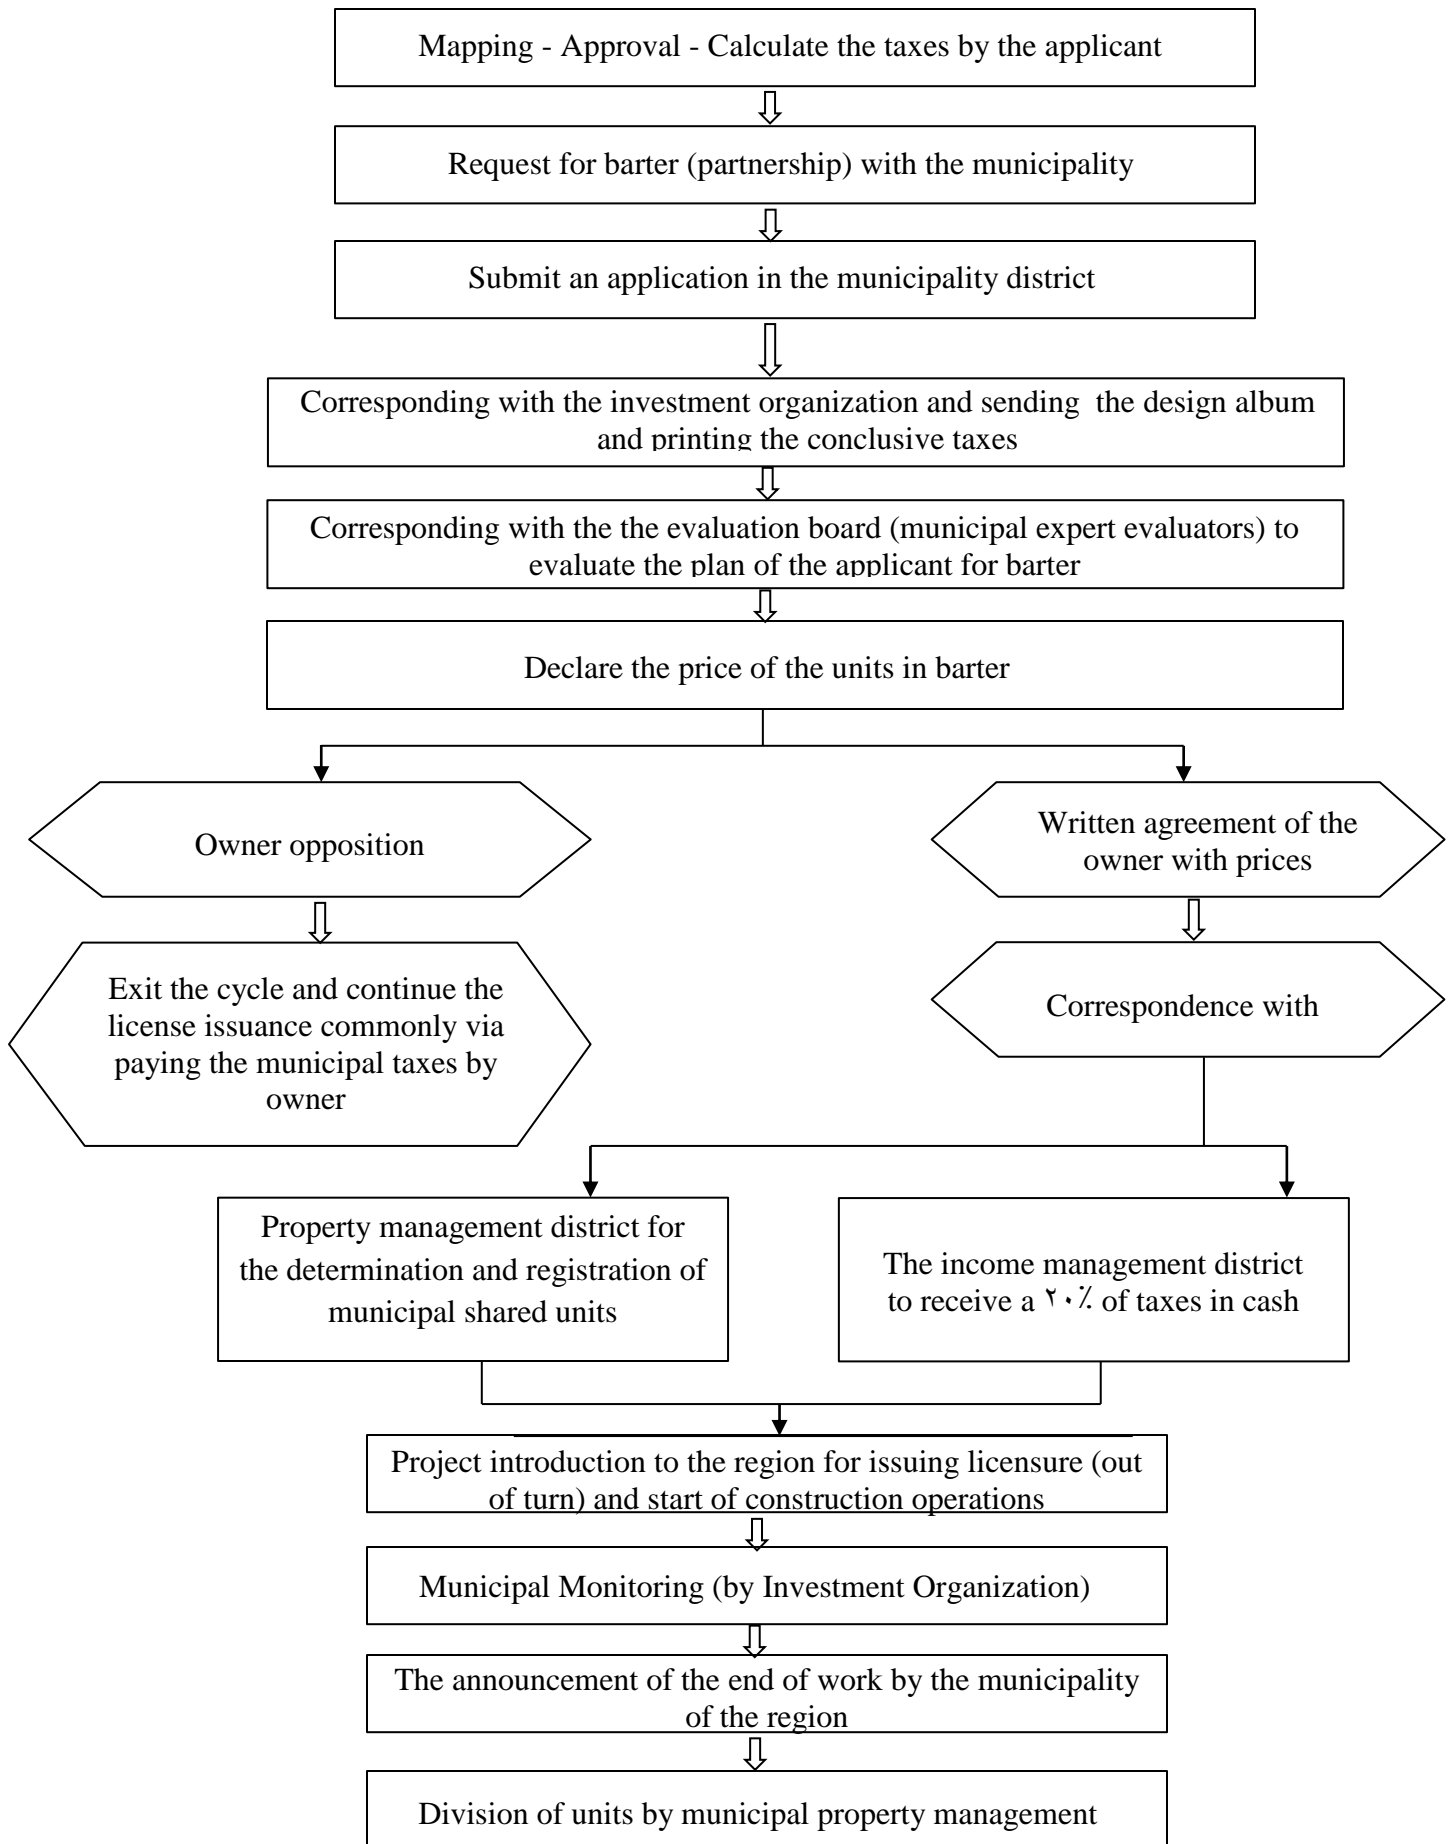 Mapping - Approval - Calculate the taxes by the applicant
Request for barter (partnership) with the municipality
Submit an application in the municipality district
Corresponding with the investment organization and sending the design album
and printing the conclusive taxes
Corresponding with the the evaluation board (municipal expert evaluators) to
evaluate the plan of the applicant for barter
Declare the price of the units in barter
Owner opposition
Written agreement of the
owner with prices
Exit the cycle and continue the
license issuance commonly via
paying the municipal taxes by
owner
Correspondence with
Property management district for
the determination and registration of
municipal shared units
The income management district
to receive a ۲۰٪ of taxes in cash
Project introduction to the region for issuing licensure (out
of turn) and start of construction operations
Municipal Monitoring (by Investment Organization)
The announcement of the end of work by the municipality
of the region
Division of units by municipal property management